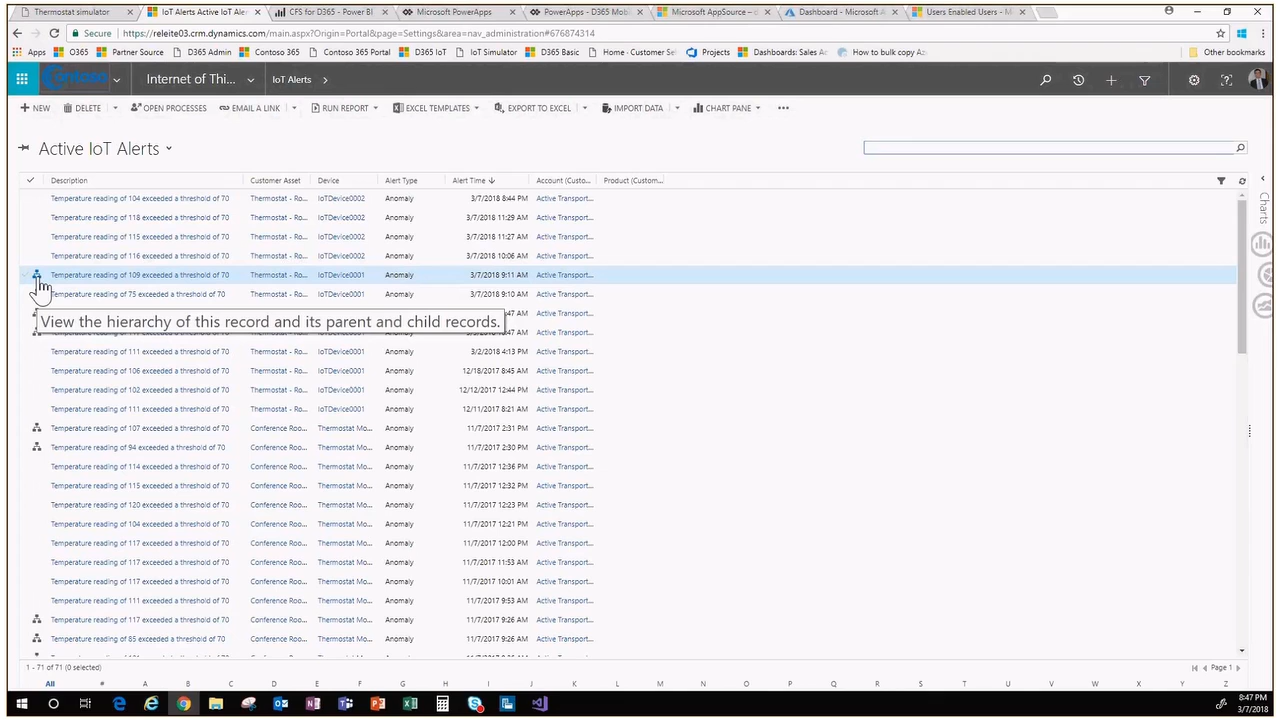 Thermostat simulator
IoT Alerts Active IoT Aler
CFS for D365 - Power BI
Microsoft PowerApps
PowerApps - D365 Mobi
Microsoft AppSource – d
Dashboard - Microsoft A
Users Enabled Users - M
Secure https://releite03.crm.dynamics.com/main.aspx?Origin=Portal&page=Settings&area=nav_administration#676874314
Apps O365 Partner Source D365 Admin Contoso 365 Contoso 365 Portal D365 IoT IoT Simulator D365 Basic Home - Customer Sel Projects Dashboards: Sales Ac How to bulk copy Az Other bookmarks
Contoso Internet of Thi... IoT Alerts
NEW DELETE OPEN PROCESSES EMAIL A LINK RUN REPORT EXCEL TEMPLATES EXPORT TO EXCEL IMPORT DATA CHART PANE
Active IoT Alerts
Description Customer Asset Device Alert Type Alert Time Account (Custo... Product (Custom...
Temperature reading of 104 exceeded a threshold of 70 Thermostat - Ro... IoTDevice0002 Anomaly 3/7/2018 8:44 PM Active Transport...
Temperature reading of 118 exceeded a threshold of 70 Thermostat - Ro... IoTDevice0002 Anomaly 3/7/2018 11:29 AM Active Transport...
Temperature reading of 115 exceeded a threshold of 70 Thermostat - Ro... IoTDevice0002 Anomaly 3/7/2018 11:27 AM Active Transport...
Temperature reading of 116 exceeded a threshold of 70 Thermostat - Ro... IoTDevice0002 Anomaly 3/7/2018 10:06 AM Active Transport...
Temperature reading of 109 exceeded a threshold of 70 Thermostat - Ro... IoTDevice0001 Anomaly 3/7/2018 9:11 AM Active Transport...
Temperature reading of 75 exceeded a threshold of 70 Thermostat - Ro... IoTDevice0001 Anomaly 3/7/2018 9:10 AM Active Transport...
View the hierarchy of this record and its parent and child records. :47 AM Active Transport...
:47 AM Active Transport...
Temperature reading of 111 exceeded a threshold of 70 Thermostat - Ro... IoTDevice0001 Anomaly 3/2/2018 4:13 PM Active Transport...
Temperature reading of 106 exceeded a threshold of 70 Thermostat - Ro... IoTDevice0001 Anomaly 12/18/2017 8:45 AM Active Transport...
Temperature reading of 102 exceeded a threshold of 70 Thermostat - Ro... IoTDevice0001 Anomaly 12/12/2017 12:44 PM Active Transport...
Temperature reading of 111 exceeded a threshold of 70 Thermostat - Ro... IoTDevice0001 Anomaly 12/11/2017 8:21 AM Active Transport...
Temperature reading of 107 exceeded a threshold of 70 Conference Roo... Thermostat Mo... Anomaly 11/7/2017 2:31 PM Active Transport...
Temperature reading of 94 exceeded a threshold of 70 Conference Roo... Thermostat Mo... Anomaly 11/7/2017 2:30 PM Active Transport...
Temperature reading of 114 exceeded a threshold of 70 Conference Roo... Thermostat Mo... Anomaly 11/7/2017 12:36 PM Active Transport...
Temperature reading of 115 exceeded a threshold of 70 Conference Roo... Thermostat Mo... Anomaly 11/7/2017 12:32 PM Active Transport...
Temperature reading of 120 exceeded a threshold of 70 Conference Roo... Thermostat Mo... Anomaly 11/7/2017 12:23 PM Active Transport...
Temperature reading of 104 exceeded a threshold of 70 Conference Roo... Thermostat Mo... Anomaly 11/7/2017 12:21 PM Active Transport...
Temperature reading of 117 exceeded a threshold of 70 Conference Roo... Thermostat Mo... Anomaly 11/7/2017 12:00 PM Active Transport...
Temperature reading of 117 exceeded a threshold of 70 Conference Roo... Thermostat Mo... Anomaly 11/7/2017 11:53 AM Active Transport...
Temperature reading of 117 exceeded a threshold of 70 Conference Roo... Thermostat Mo... Anomaly 11/7/2017 10:01 AM Active Transport...
Temperature reading of 111 exceeded a threshold of 70 Conference Roo... Thermostat Mo... Anomaly 11/7/2017 9:53 AM Active Transport...
Temperature reading of 117 exceeded a threshold of 70 Conference Roo... Thermostat Mo... Anomaly 11/7/2017 9:26 AM Active Transport...
Temperature reading of 85 exceeded a threshold of 70 Conference Roo... Thermostat Mo... Anomaly 11/7/2017 9:26 AM Active Transport...
Charts
1 - 71 of 71 (0 selected) Page 1
All # A B C D E F G H I J K L M N O P Q R S T U V W X Y Z
8:47 PM
3/7/2018